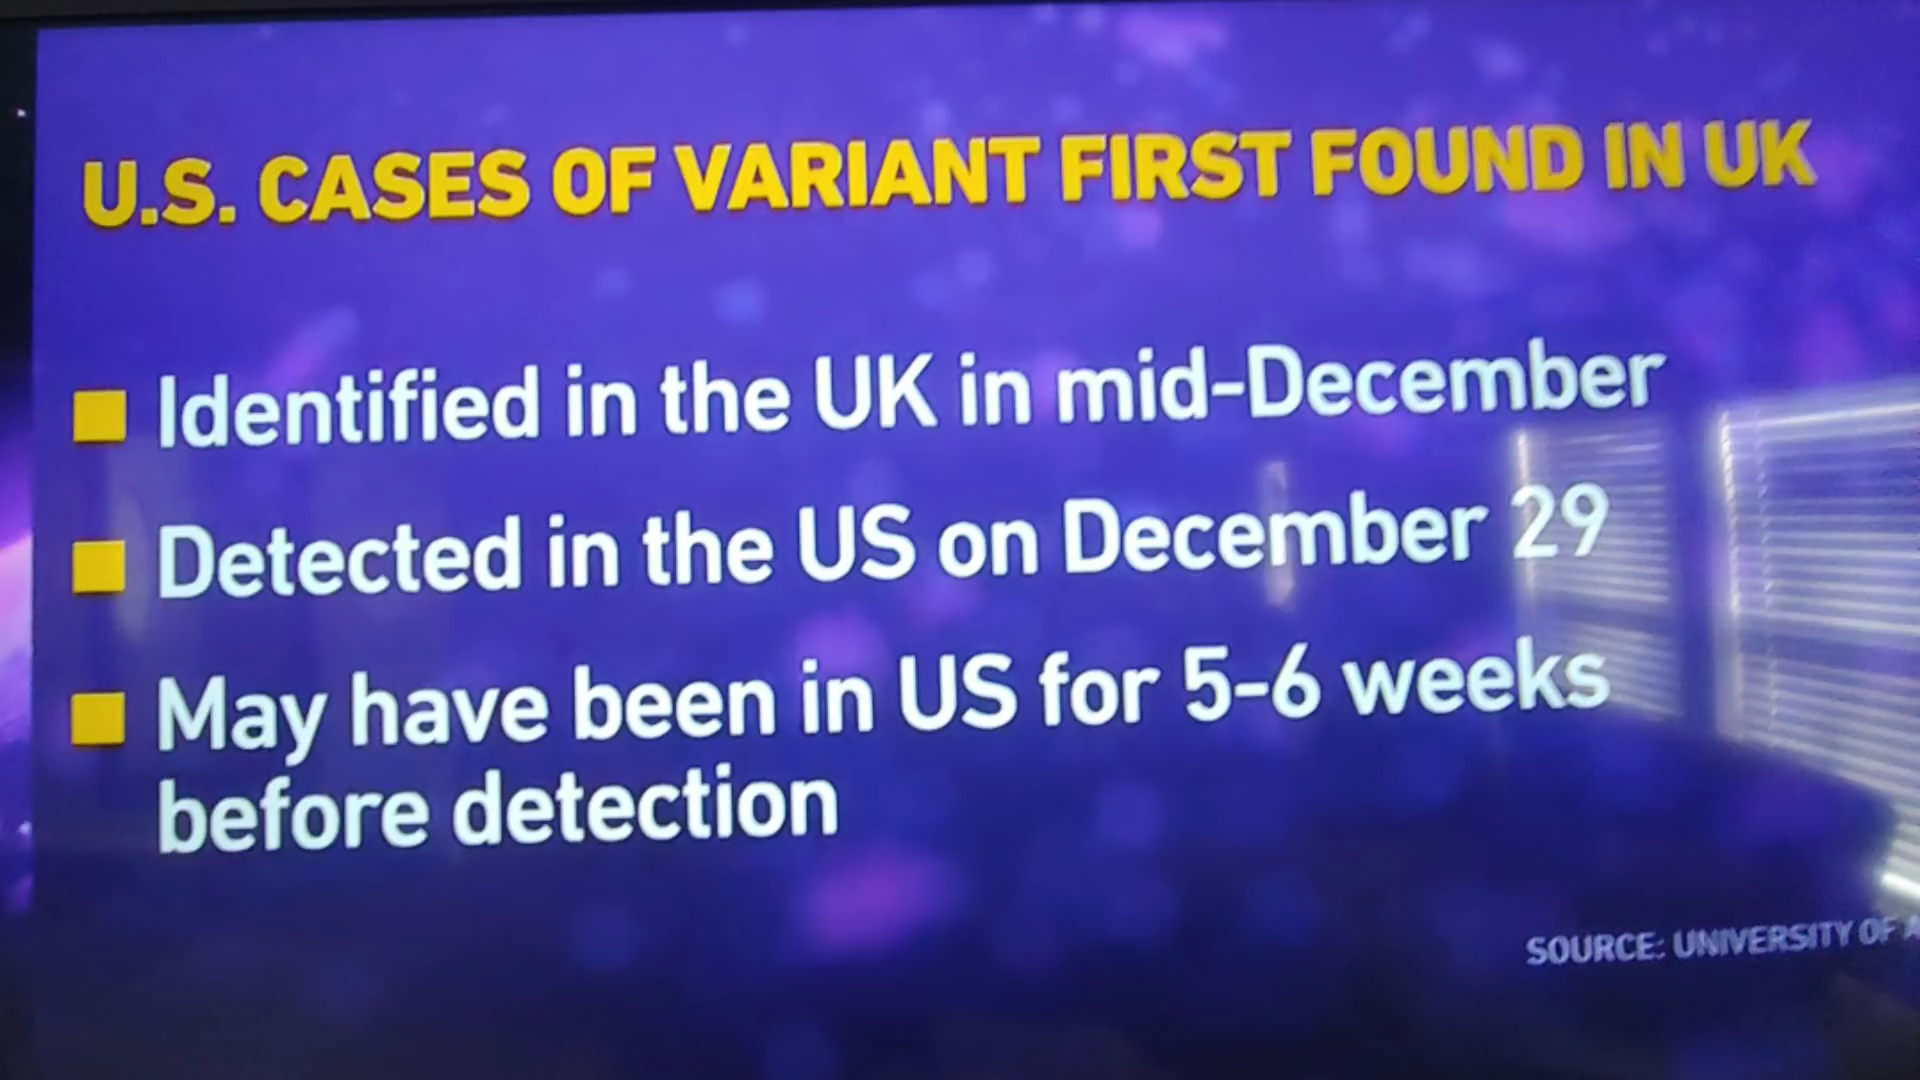 U.S. CASES OF VARIANT FIRST FOUND IN UK
Identified in the UK in mid-December
Detected in the US on December 29
May have been in US for 5-6 weeks
before detection
SOURCE: UNIVERSITY OF